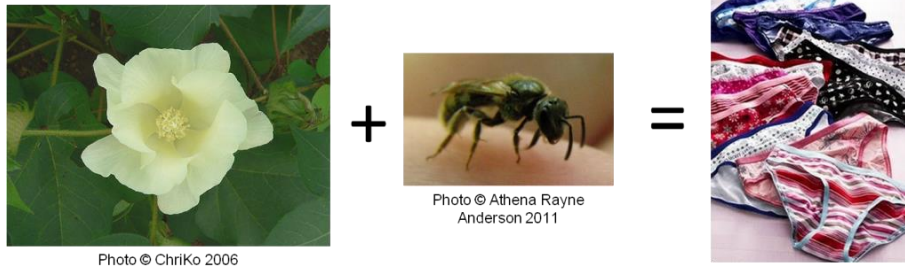 +
=
Photo © Athena Rayne
Anderson 2011
Photo © ChriKo 2006